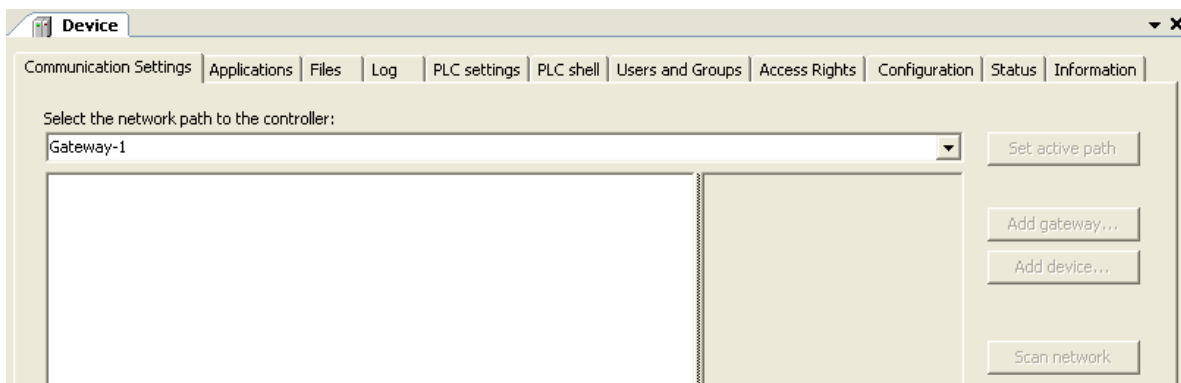 Device
Communication Settings Applications Files Log PLC settings PLC shell Users and Groups Access Rights Configuration Status Information
Select the network path to the controller:
Gateway-1
Set active path
Add gateway...
Add device...
Scan network